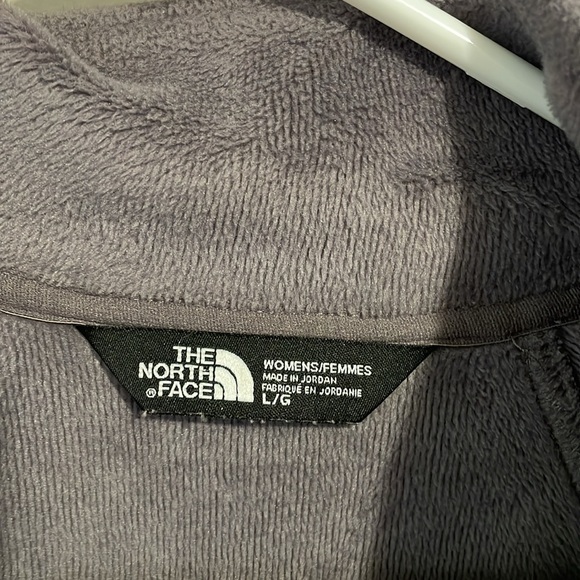 THE
NORTH
® FACE
WOMENS/FEMMES
MADE IN JORDAN
FABRIQUÉ EN JORDANIE
L/G